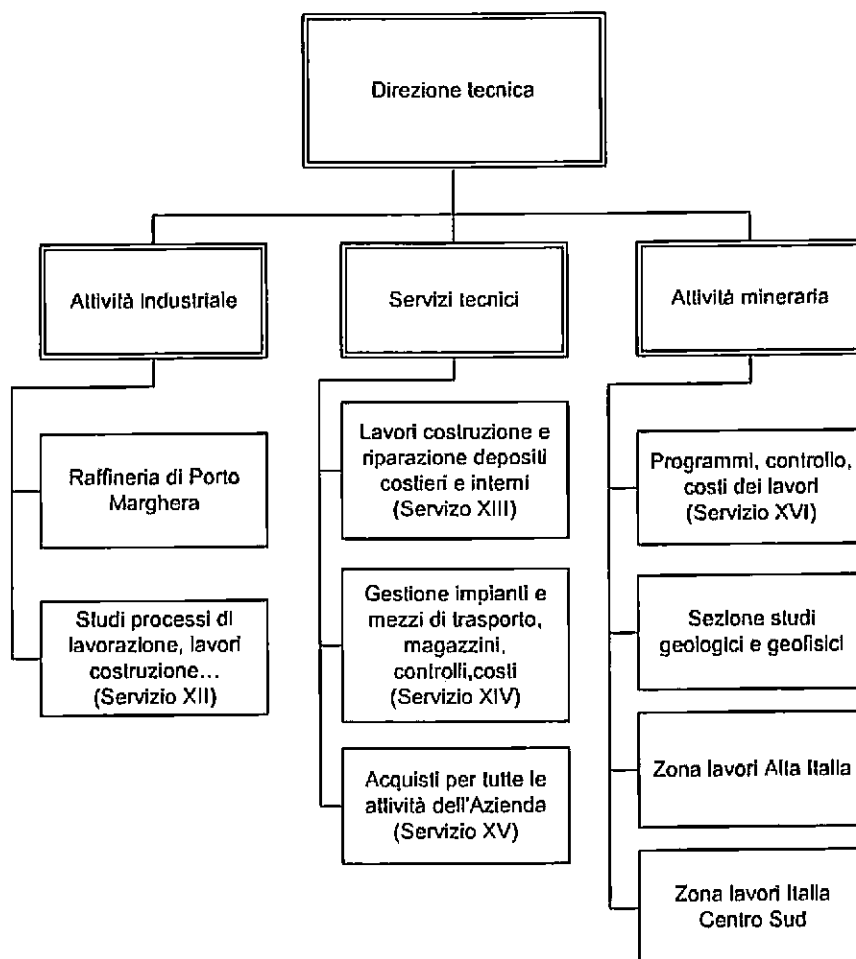 Direzione tecnica
Attività industriale
Servizi tecnici
Attività mineraria
Raffineria di Porto
Marghera
Studi processi di
lavorazione, lavori
costruzione...
(Servizio XII)
Lavori costruzione e
riparazione depositi
costieri e interni
(Servizo XIII)
Gestione impianti e
mezzi di trasporto,
magazzini,
controlli,costi
(Servizio XIV)
Acquisti per tutte le
attività dell'Azienda
(Servizio XV)
Programmi, controllo,
costi dei lavori
(Servizio XVI)
Sezione studi
geologici e geofisici
Zona lavori Alta Italia
Zona lavori Italia
Centro Sud